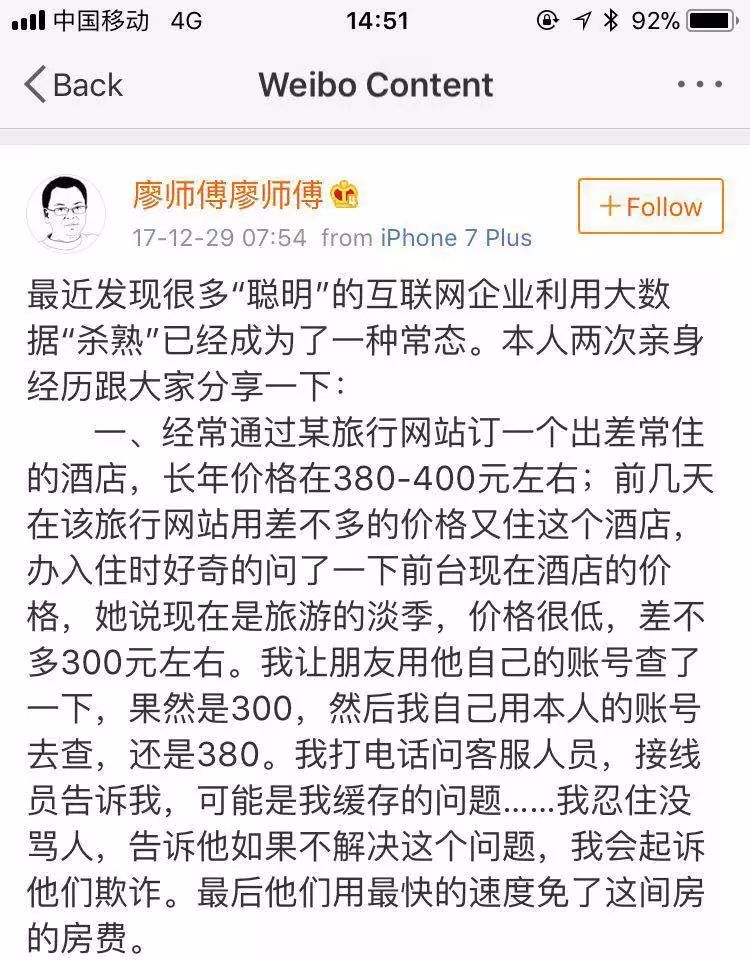 中国移动 4G 14:51 92%
Back Weibo Content
廖师傅廖师傅
+Follow
17-12-29 07:54 from iPhone 7 Plus
最近发现很多“聪明”的互联网企业利用大数
据“杀熟”已经成为了一种常态。本人两次亲身
经历跟大家分享一下：
一、经常通过某旅行网站订一个出差常住
的酒店，长年价格在380-400元左右；前几天
在该旅行网站用差不多的价格又住这个酒店，
办入住时好奇的问了一下前台现在酒店的价
格，她说现在是旅游的淡季，价格很低，差不
多300元左右。我让朋友用他自己的账号查了
一下，果然是300，然后我自己用本人的账号
去查，还是380。我打电话问客服人员，接线
员告诉我，可能是我缓存的问题……我忍住没
骂人，告诉他如果不解决这个问题，我会起诉
他们欺诈。最后他们用最快的速度免了这间房
的房费。